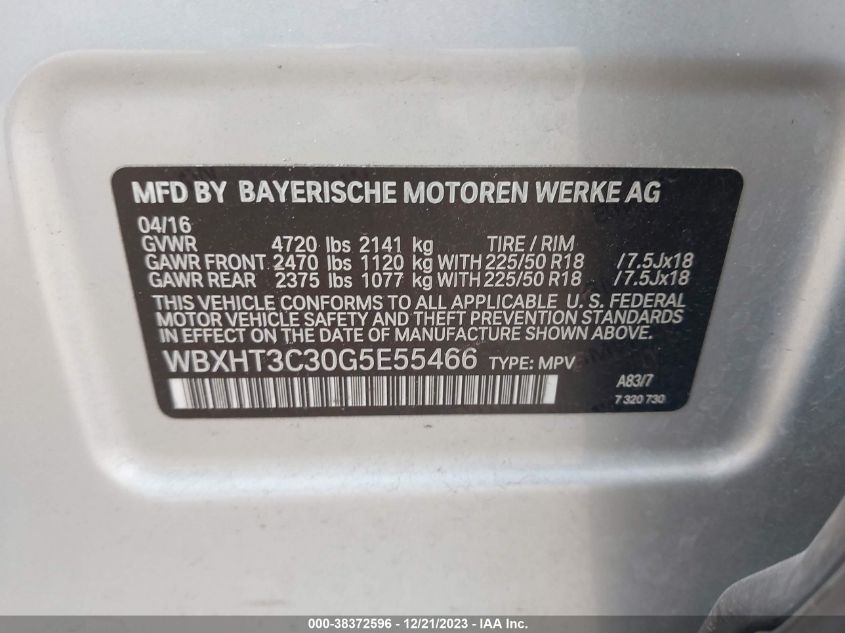 MFD BY BAYERISCHE MOTOREN WERKE AG
04/16
GVWR 4720 lbs 2141 kg TIRE / RIM
GAWR FRONT 2470 lbs 1120 kg WITH 225/50 R18 /7.5Jx18
GAWR REAR 2375 lbs 1077 kg WITH 225/50 R18 /7.5Jx18
THIS VEHICLE CONFORMS TO ALL APPLICABLE U. S. FEDERAL
MOTOR VEHICLE SAFETY AND THEFT PREVENTION STANDARDS
IN EFFECT ON THE DATE OF MANUFACTURE SHOWN ABOVE.
WBXHT3C30G5E55466 TYPE: MPV
A83/7
7 320 730
000-38372596 - 12/21/2023 - IAA Inc.